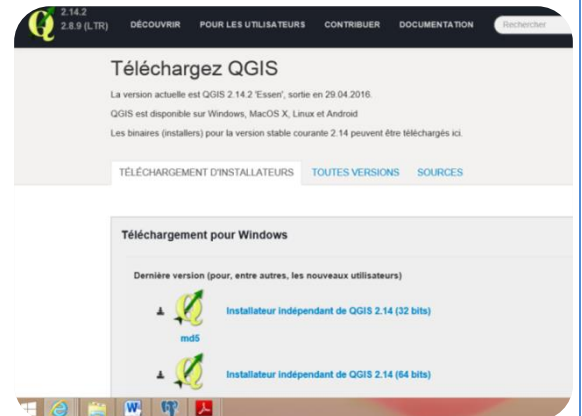 2.14.2
2.8.9 (LTR)
DÉCOUVRIR POUR LES UTILISATEURS CONTRIBUER DOCUMENTATION Rechercher
Téléchargez QGIS
La version actuelle est QGIS 2.14.2 'Essen', sortie en 29.04.2016.
QGIS est disponible sur Windows, MacOS X, Linux et Android
Les binaires (installers) pour la version stable courante 2.14 peuvent être téléchargés ici.
TÉLÉCHARGEMENT D'INSTALLATEURS TOUTES VERSIONS SOURCES
Téléchargement pour Windows
Dernière version (pour, entre autres, les nouveaux utilisateurs)
Installateur indépendant de QGIS 2.14 (32 bits)
md5
Installateur indépendant de QGIS 2.14 (64 bits)